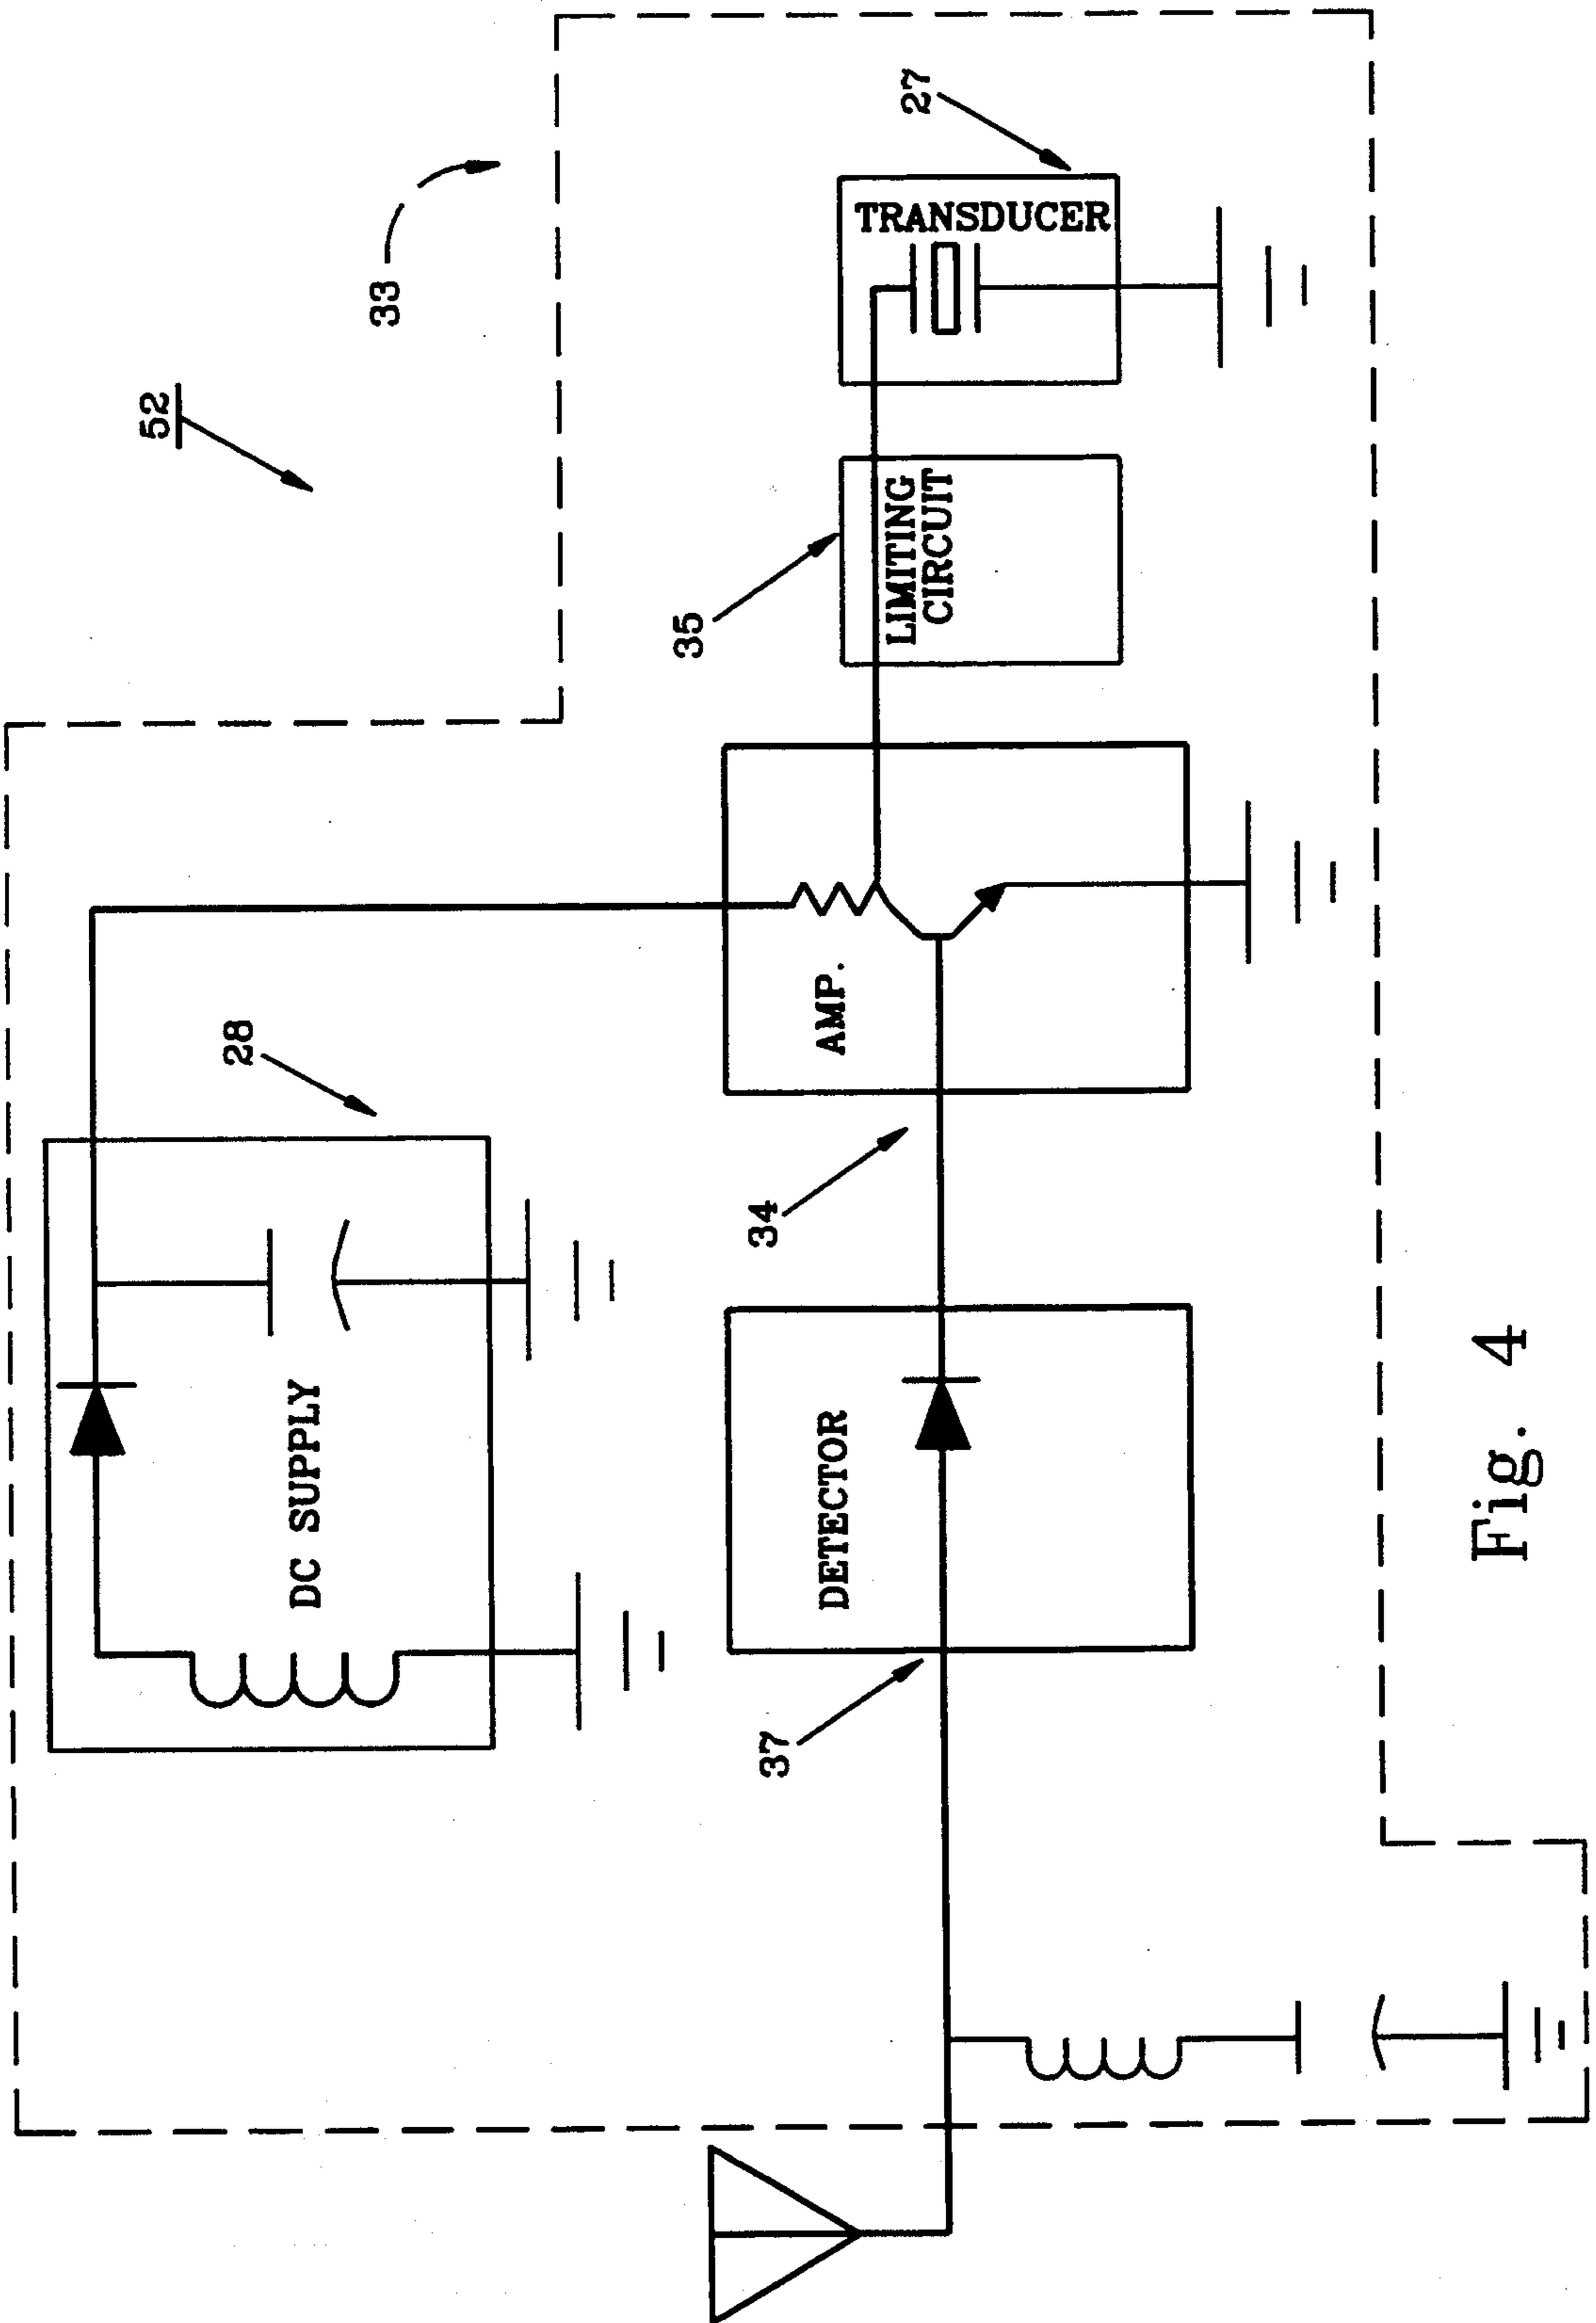 52
33
28
DC SUPPLY
37
DETECTOR
34
AMP.
35
LIMITING
CIRCUIT
27
TRANSDUCER
Fig. 4